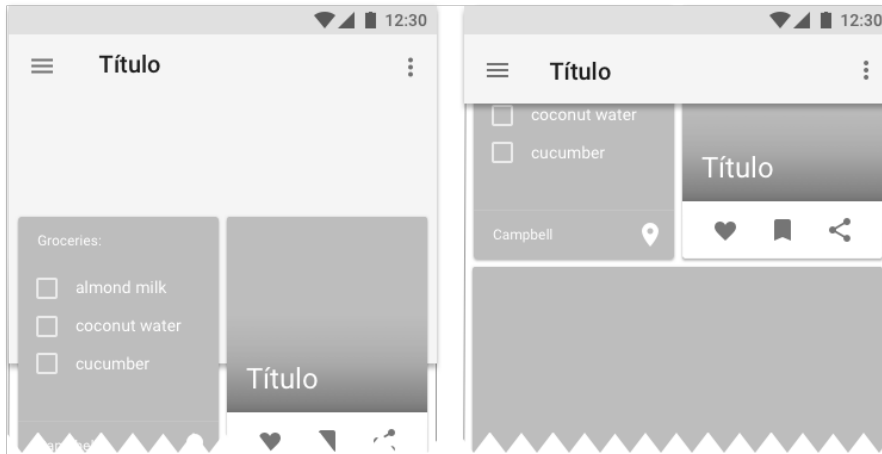 12:30
Título
Groceries:
almond milk
coconut water
cucumber
Título
12:30
Título
coconut water
cucumber
Título
Campbell